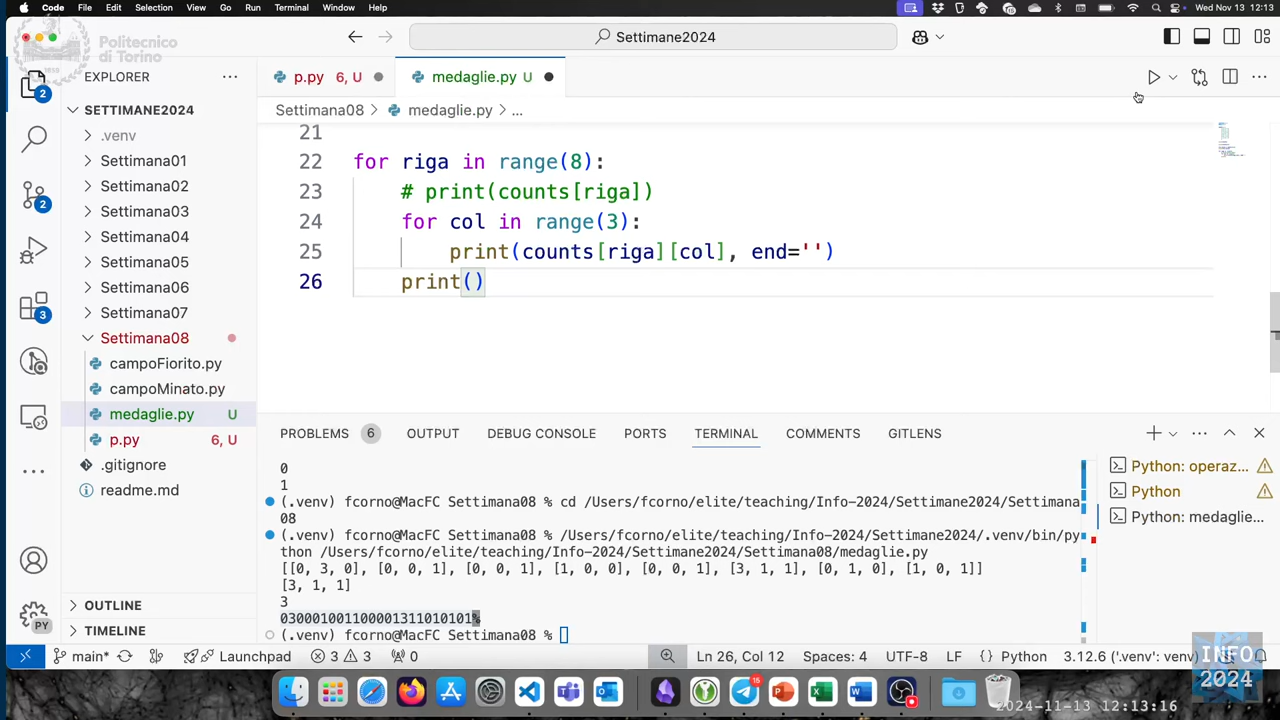 Code File Edit Selection View Go Run Terminal Window Help Wed Nov 13 12:13
Politecnico
di Torino
Settimane2024
EXPLORER
p.py 6, U
medaglie.py U
SETTIMANE2024
Settimana08 > medaglie.py > ...
.venv
Settimana01
Settimana02
Settimana03
Settimana04
Settimana05
Settimana06
Settimana07
Settimana08
campoFiorito.py
campoMinato.py
medaglie.py U
p.py 6, U
.gitignore
readme.md
OUTLINE
TIMELINE
2
2
3
PY
21
22 for riga in range(8):
23 # print(counts[riga])
24 for col in range(3):
25 print(counts[riga][col], end='')
26 print()
PROBLEMS 6 OUTPUT DEBUG CONSOLE PORTS TERMINAL COMMENTS GITLENS
0
1
(.venv) fcorno@MacFC Settimana08 % cd /Users/fcorno/elite/teaching/Info-2024/Settimane2024/Settimana
08
(.venv) fcorno@MacFC Settimana08 % /Users/fcorno/elite/teaching/Info-2024/Settimane2024/.venv/bin/py
thon /Users/fcorno/elite/teaching/Info-2024/Settimane2024/Settimana08/medaglie.py
[[0, 3, 0], [0, 0, 1], [0, 0, 1], [1, 0, 0], [0, 0, 1], [3, 1, 1], [0, 1, 0], [1, 0, 1]]
[3, 1, 1]
3
030001001100001311010101%
(.venv) fcorno@MacFC Settimana08 %
Python: operaz...
Python
Python: medaglie...
main* Launchpad 3 3 0 Ln 26, Col 12 Spaces: 4 UTF-8 LF Python 3.12.6 ('.venv': venv)
15
INFO
2024
2024-11-13 12:13:16